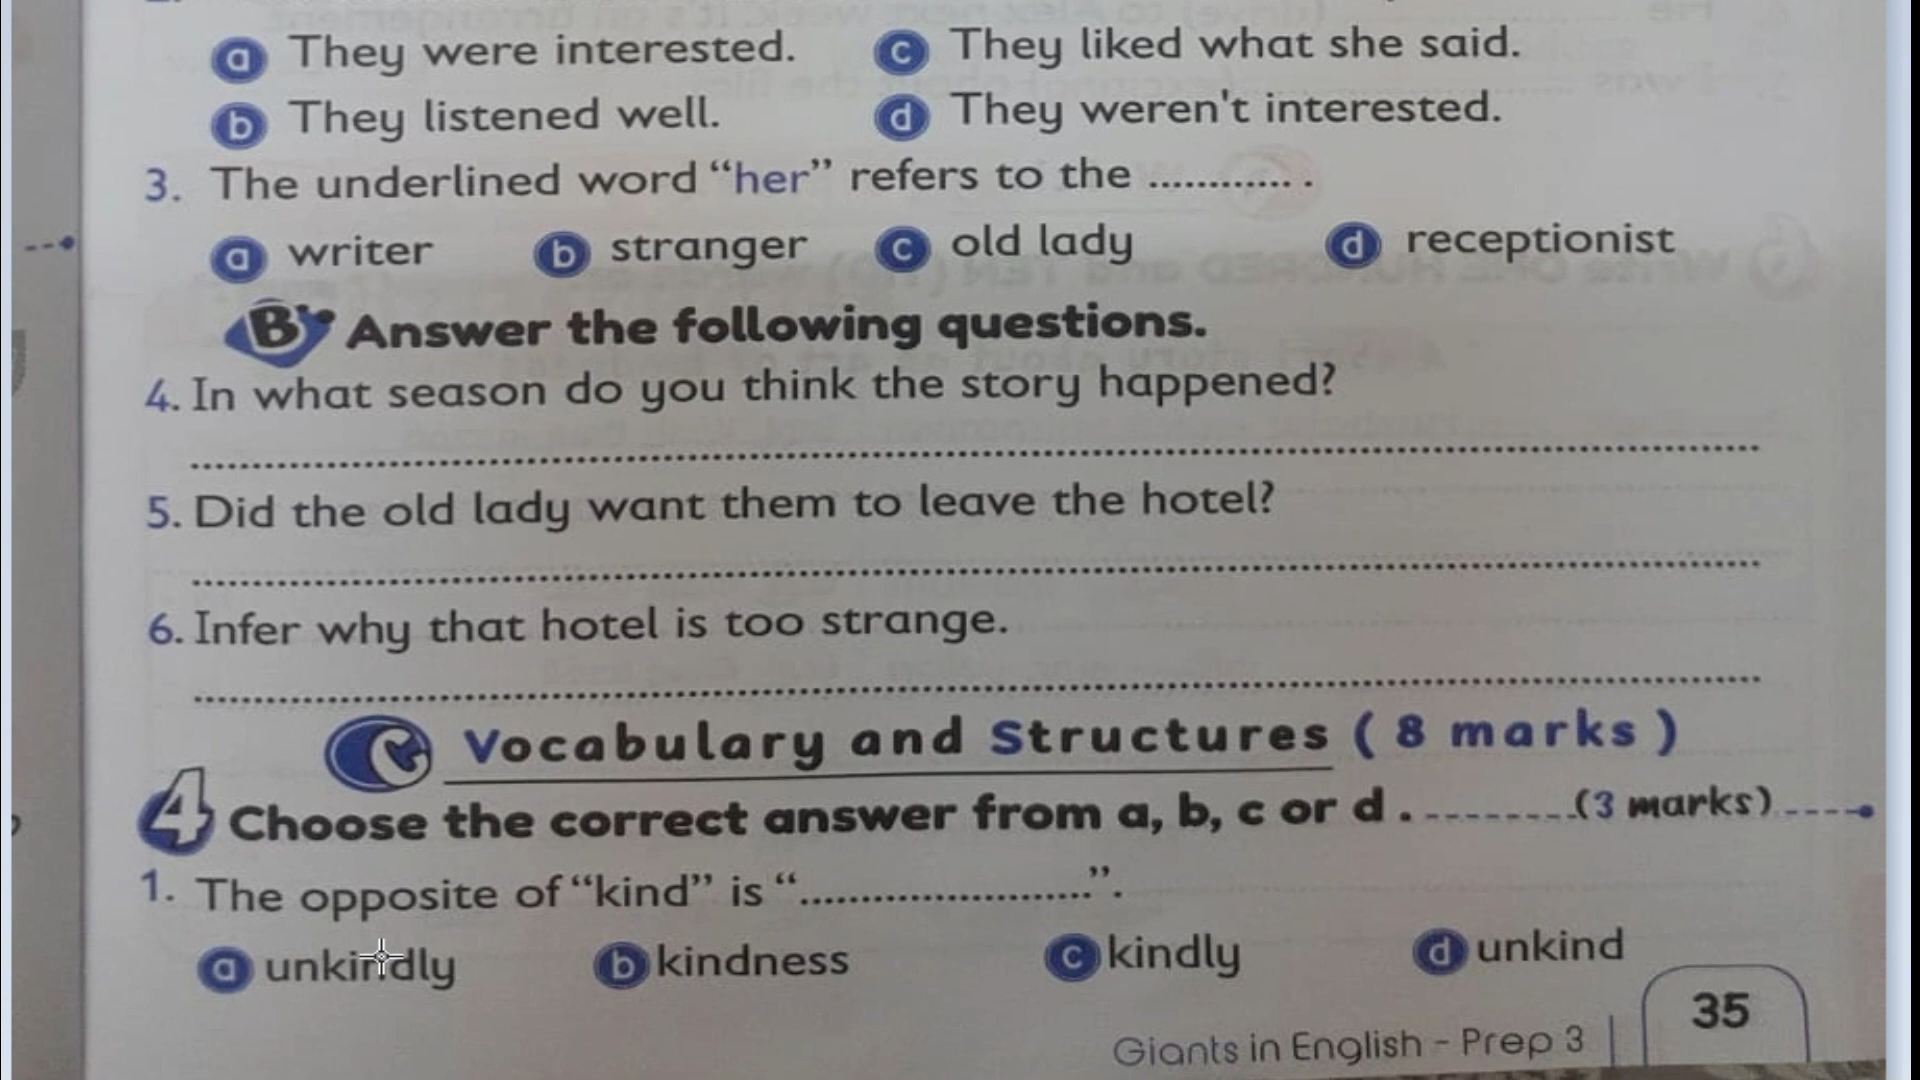 a They were interested. c They liked what she said.
b They listened well. d They weren't interested.
3. The underlined word "her" refers to the ............ .
a writer b stranger c old lady d receptionist
B Answer the following questions.
4. In what season do you think the story happened?
5. Did the old lady want them to leave the hotel?
6. Infer why that hotel is too strange.
C Vocabulary and Structures ( 8 marks )
4 Choose the correct answer from a, b, c or d . (3 marks)
1. The opposite of "kind" is "........................".
a unkindly b kindness c kindly d unkind
Giants in English - Prep 3 | 35